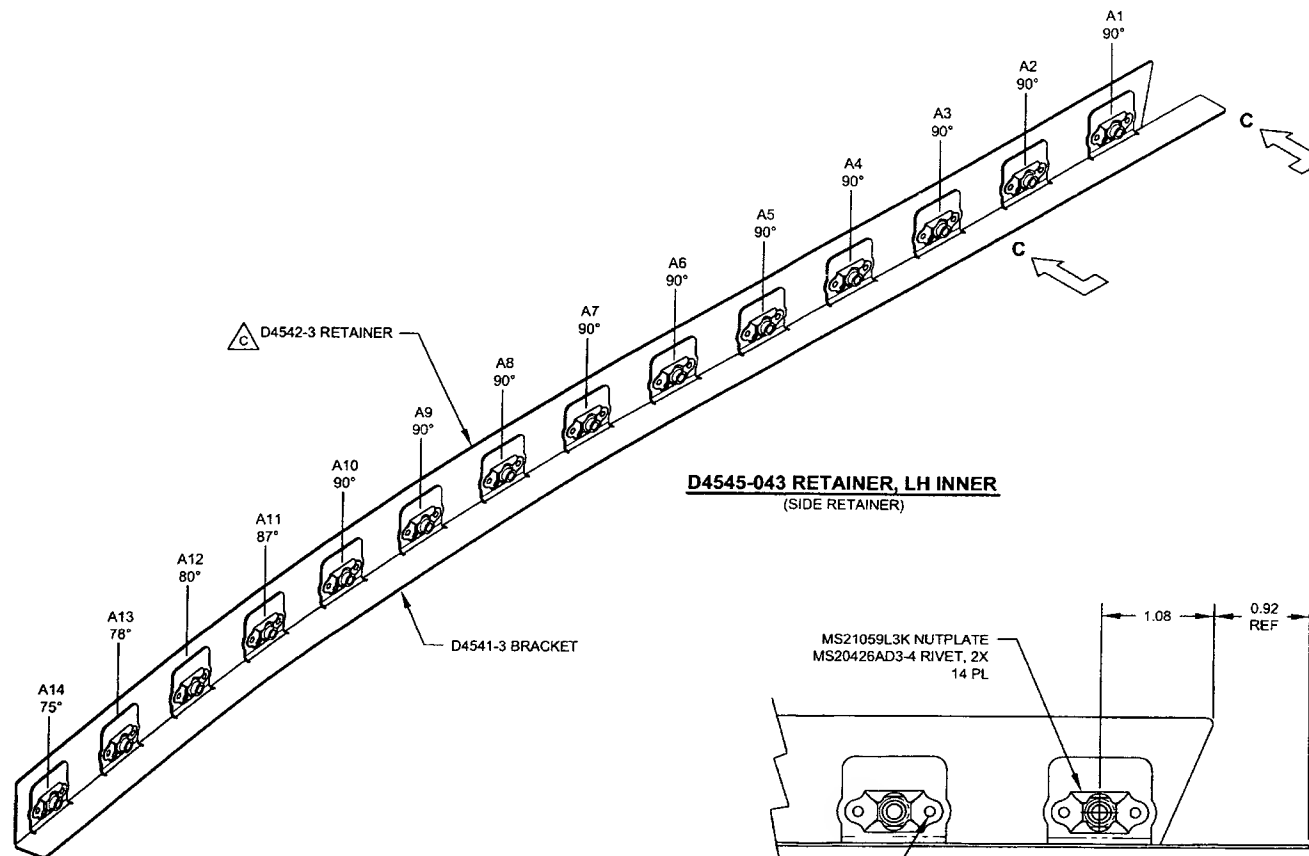 A1
90°
A2
90°
A3
90°
A4
90°
A5
90°
A6
90°
A7
90°
A8
90°
A9
90°
A10
90°
A11
87°
A12
80°
A13
78°
A14
75°
C
C
C D4542-3 RETAINER
D4541-3 BRACKET
D4545-043 RETAINER, LH INNER
(SIDE RETAINER)
MS21059L3K NUTPLATE
MS20426AD3-4 RIVET, 2X
14 PL
1.08
0.92
REF